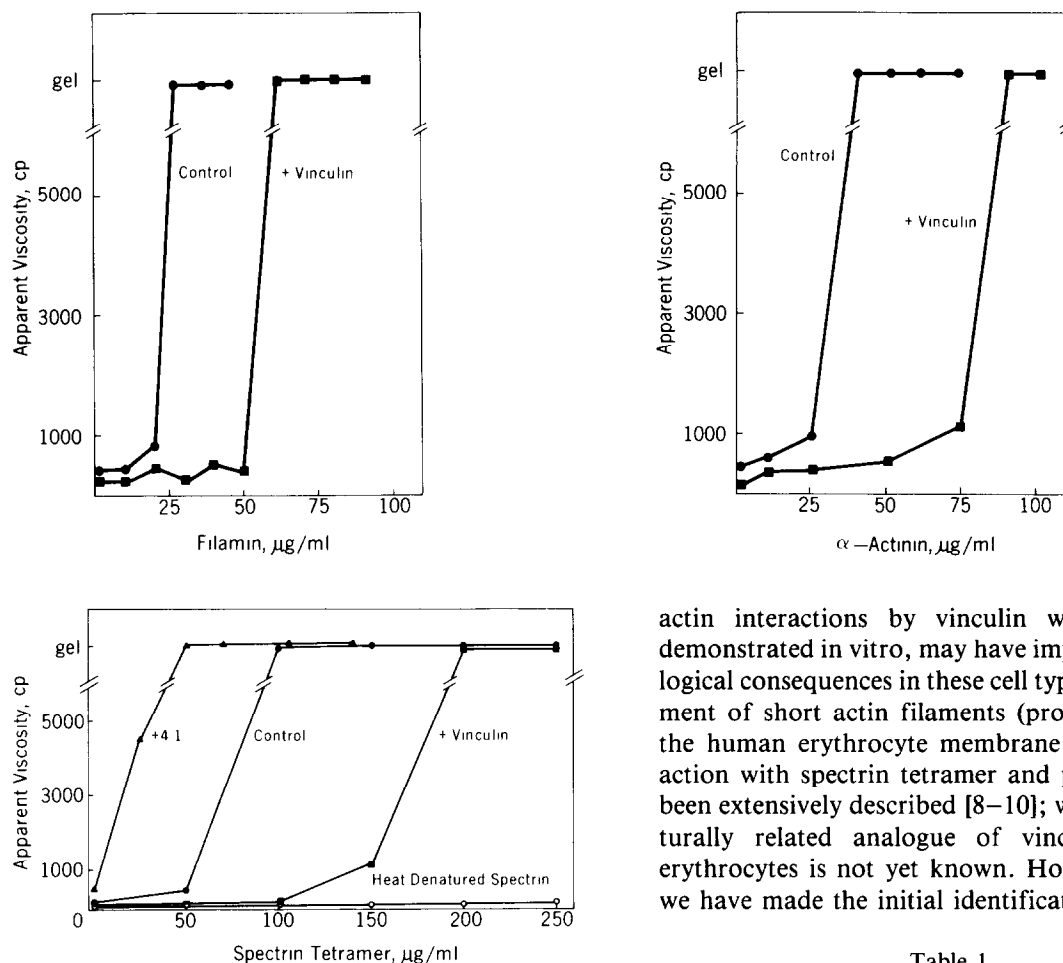 gel
5000
3000
1000
Apparent Viscosity, cp
Control
+ Vinculin
25
50
75
100
Filamin, µg/ml
gel
5000
3000
1000
Apparent Viscosity, cp
Control
+ Vinculin
25
50
75
100
α-Actinin, µg/ml
gel
5000
3000
1000
0
Apparent Viscosity, cp
+4 1
Control
+ Vinculin
Heat Denatured Spectrin
50
100
150
200
250
Spectrin Tetramer, µg/ml
actin interactions by vinculin w
demonstrated in vitro, may have im
logical consequences in these cell typ
ment of short actin filaments (pro
the human erythrocyte membrane
action with spectrin tetramer and p
been extensively described [8–10]; w
turally related analogue of vinc
erythrocytes is not yet known. Ho
we have made the initial identificat
Table 1